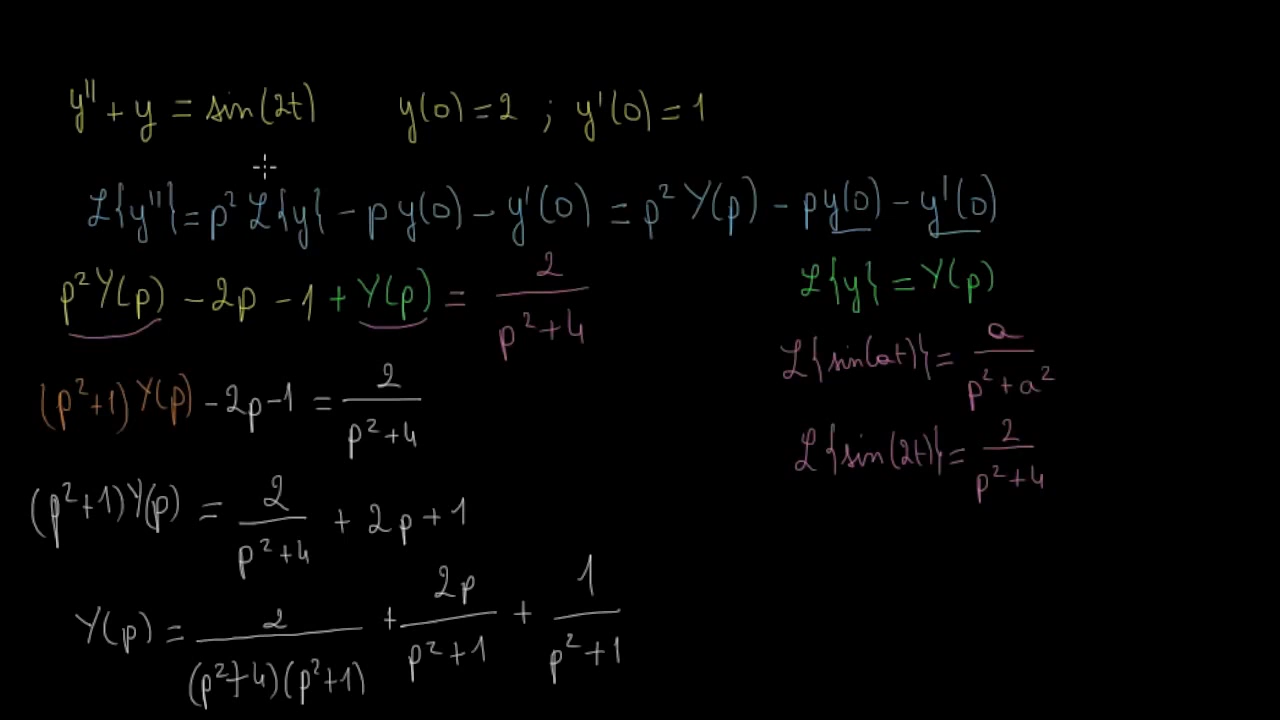 y'' + y = sin(2t)   y(0) = 2 ; y'(0) = 1
ℒ{y''} = p² ℒ{y} - p y(0) - y'(0) = p² Y(p) - p y(0) - y'(0)
p² Y(p) - 2p - 1 + Y(p) = 2/(p² + 4)
ℒ{y} = Y(p)
ℒ{sin(at)} = a/(p² + a²)
(p²+1) Y(p) - 2p - 1 = 2/(p² + 4)
ℒ{sin(2t)} = 2/(p² + 4)
(p²+1) Y(p) = 2/(p² + 4) + 2p + 1
Y(p) = 2/((p²+4)(p²+1)) + 2p/(p² + 1) + 1/(p² + 1)